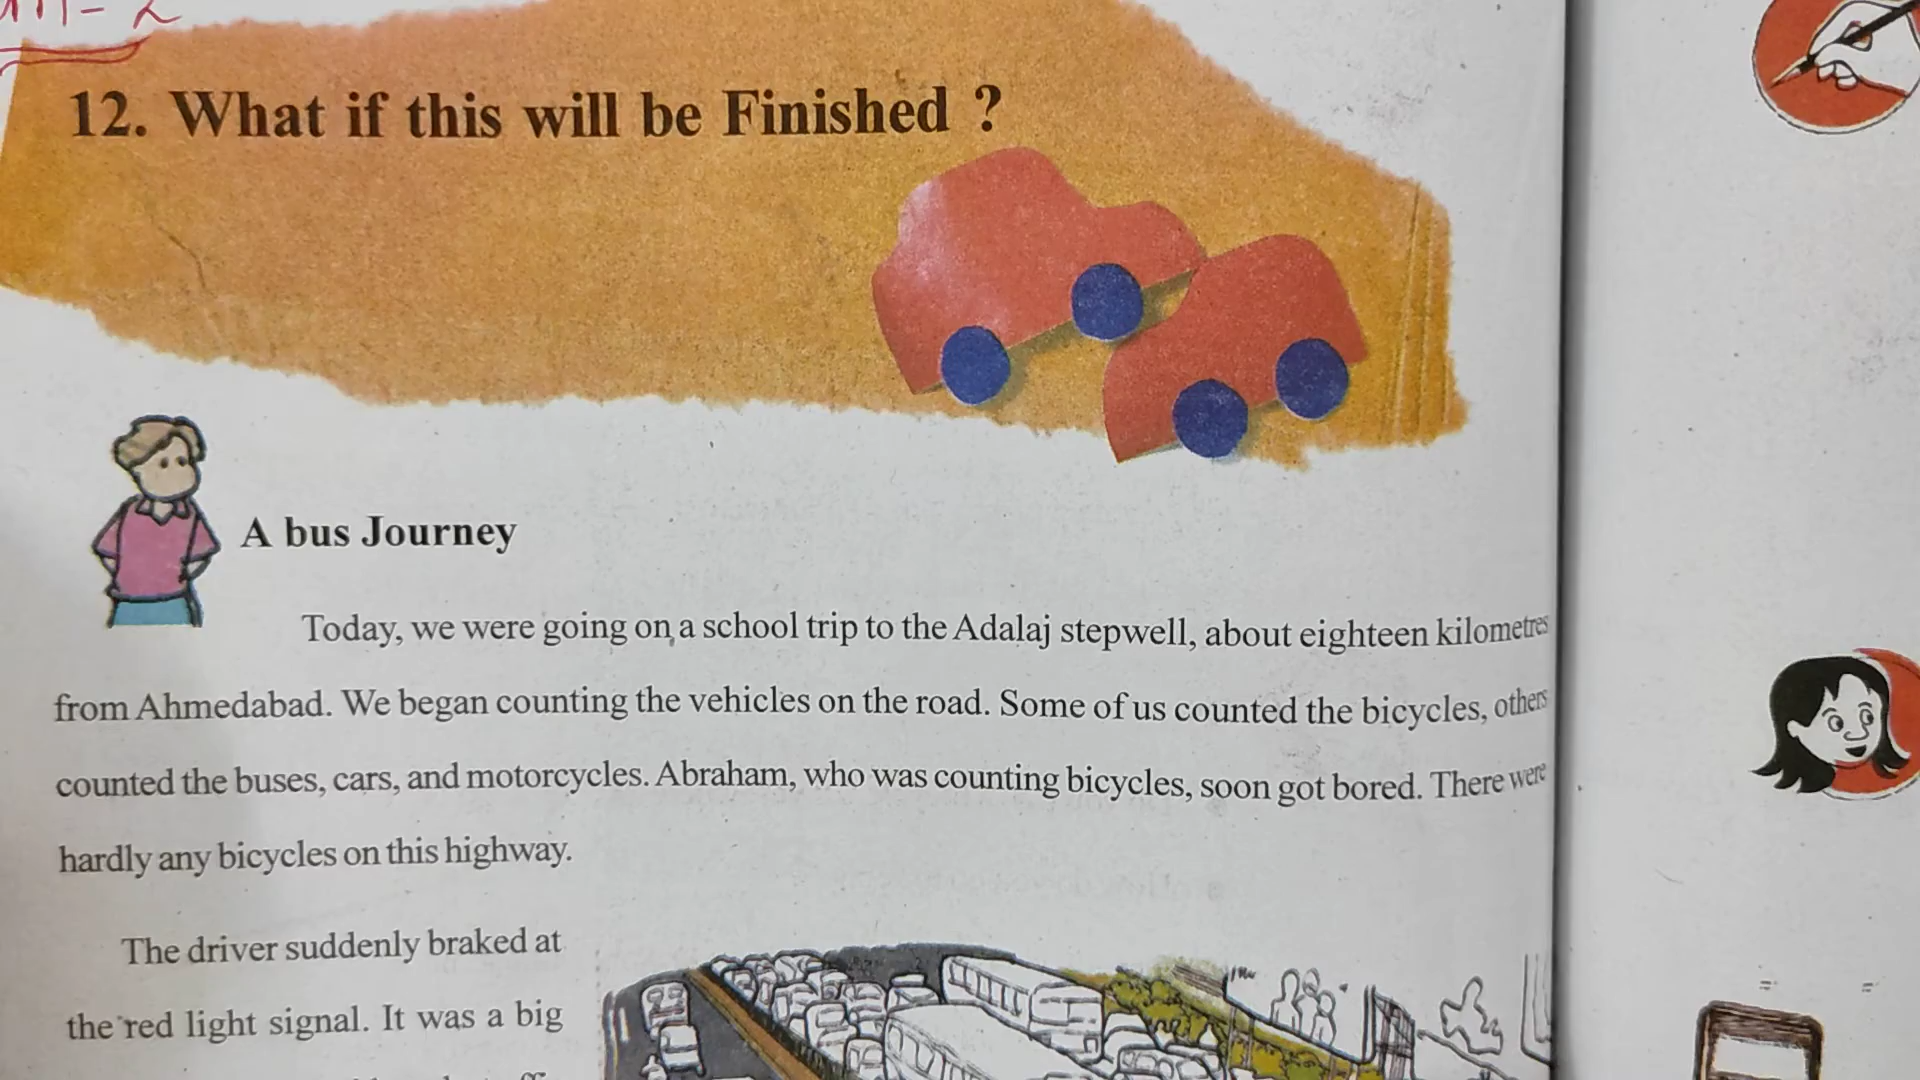 12. What if this will be Finished ?
A bus Journey
Today, we were going on a school trip to the Adalaj stepwell, about eighteen kilometres
from Ahmedabad. We began counting the vehicles on the road. Some of us counted the bicycles, others
counted the buses, cars, and motorcycles. Abraham, who was counting bicycles, soon got bored. There were
hardly any bicycles on this highway.
The driver suddenly braked at
the red light signal. It was a big